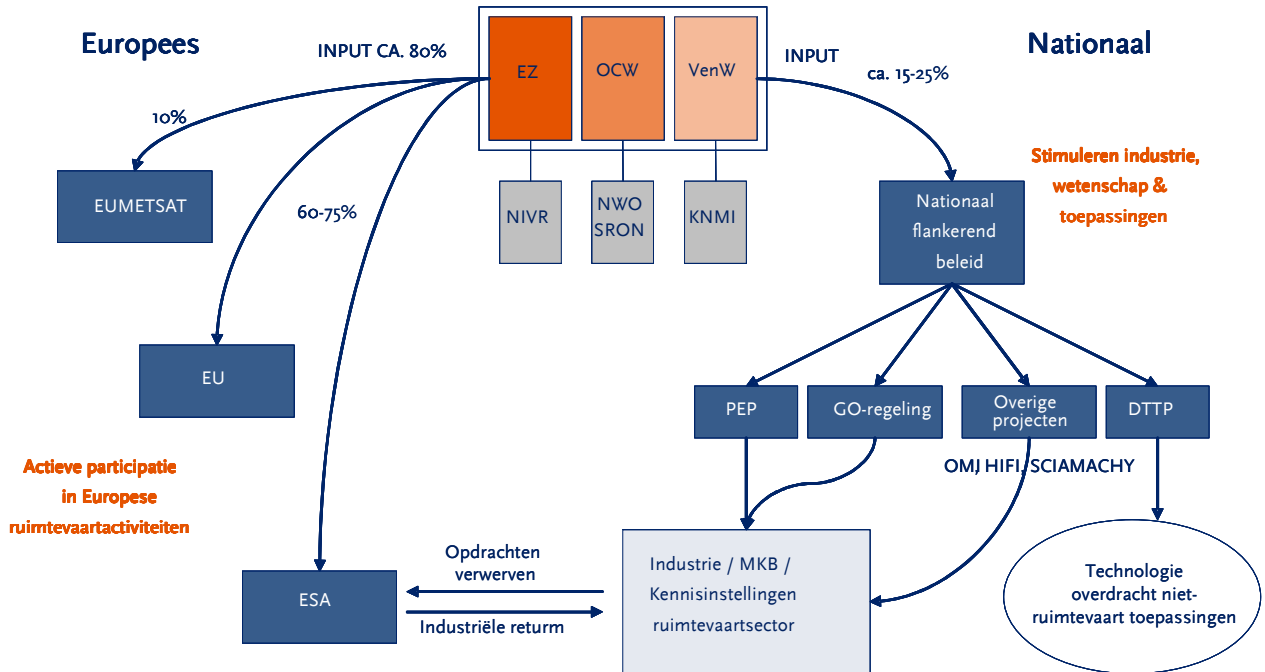 Europees
INPUT CA. 80%
EZ
OCW
VenW
INPUT
ca. 15-25%
Nationaal
10%
Stimuleren industrie,
wetenschap &
toepassingen
EUMETSAT
60-75%
NIVR
NWO
SRON
KNMI
Nationaal
flankerend
beleid
EU
PEP
GO-regeling
Overige
projecten
DTTP
OMJ HIFI, SCIAMACHY
Actieve participatie
in Europese
ruimtevaartactiviteiten
Opdrachten
verwerven
ESA
Industriële returm
Industrie / MKB /
Kennisinstellingen
ruimtevaartsector
Technologie
overdracht niet-
ruimtevaart toepassingen